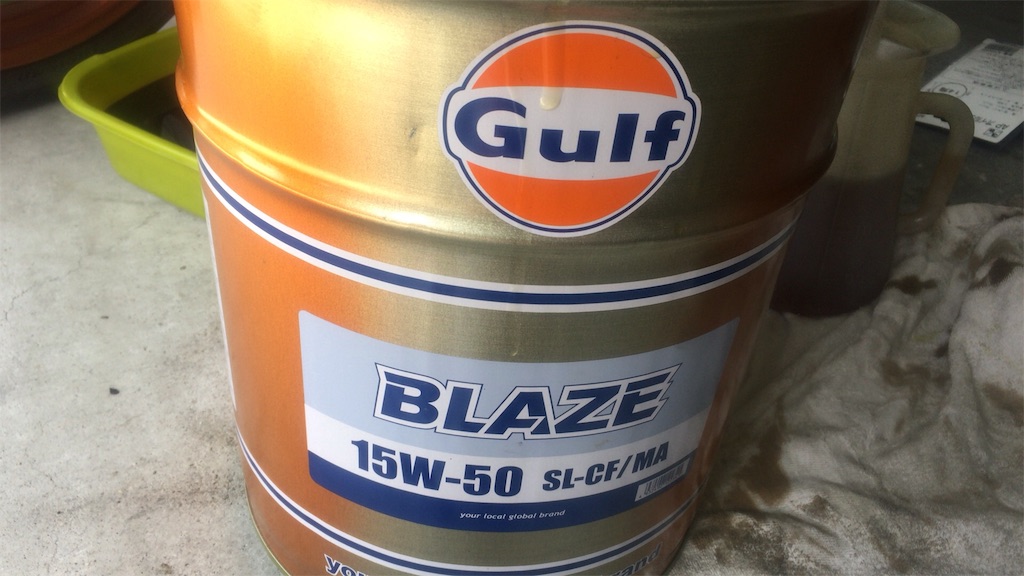 Gulf
BLAZE
15W-50 SL-CF/MA
your local global brand